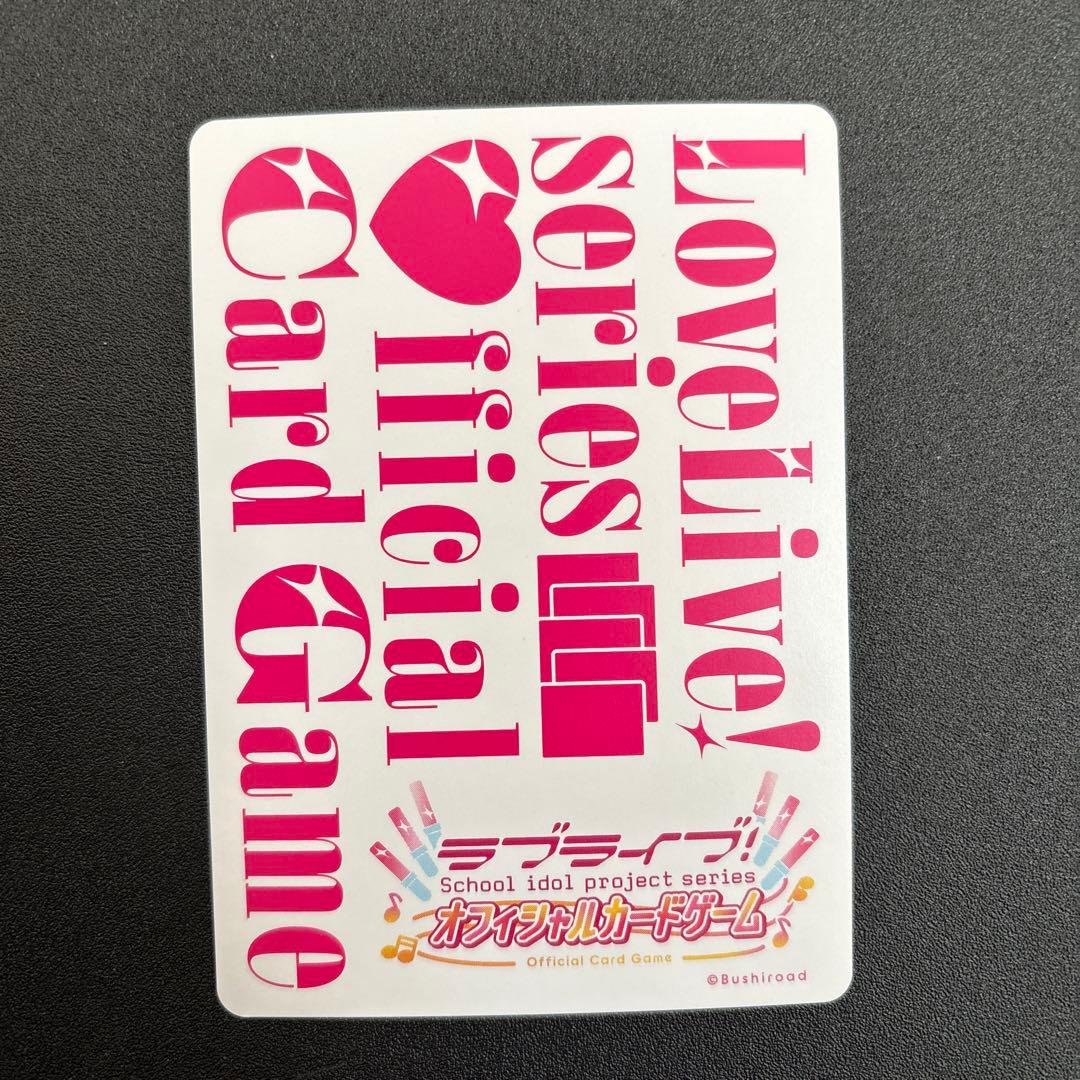 LoveLive!
series
♥fficial
Card Game
ラブライブ!
School idol project series
オフィシャルカードゲーム
Official Card Game
©Bushiroad